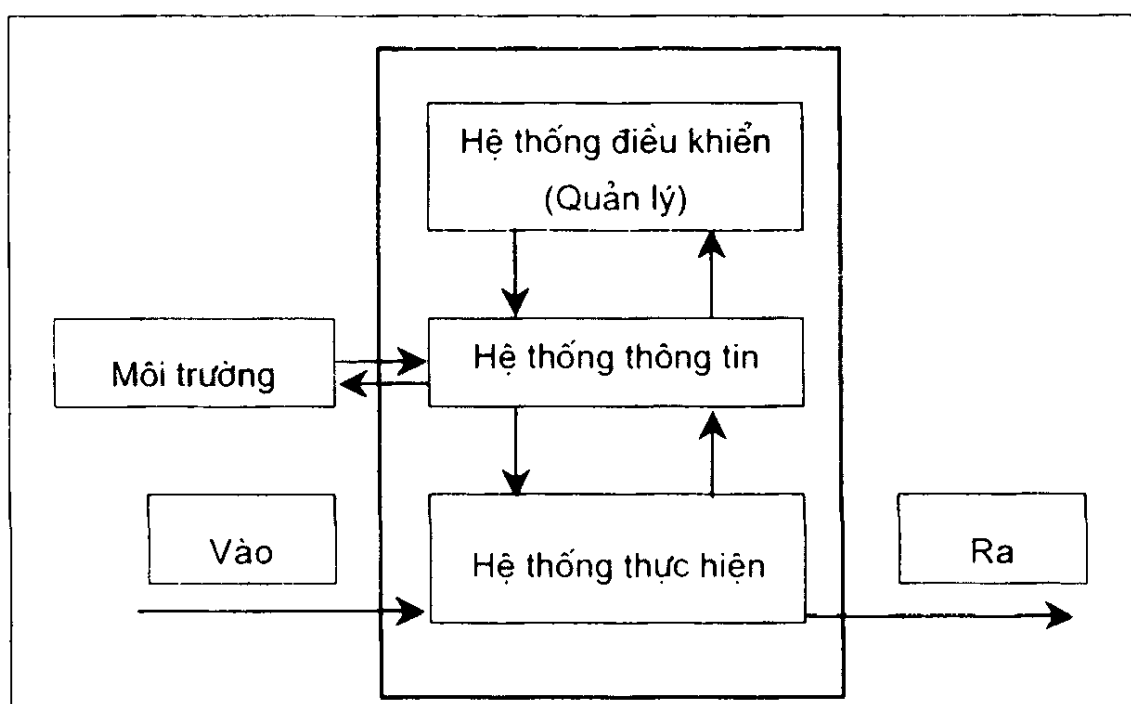 Hệ thống điều khiển
(Quản lý)
Môi trường
Hệ thống thông tin
Vào
Hệ thống thực hiện
Ra